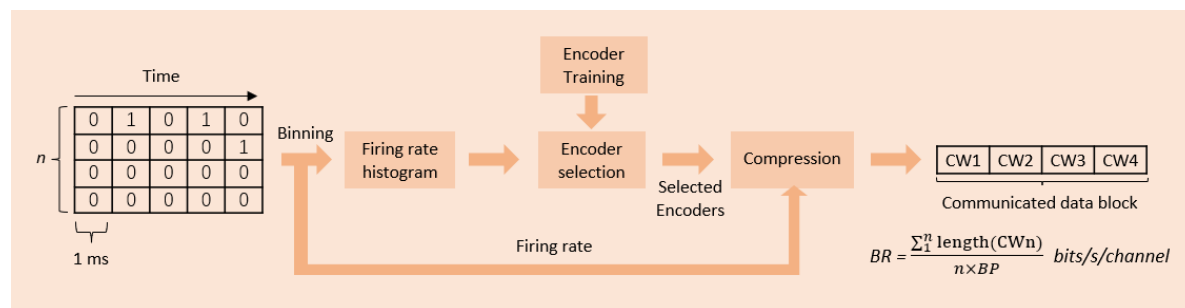 Time
0 1 0 1 0
0 0 0 0 1
0 0 0 0 0
0 0 0 0 0
n
1 ms
Binning
Firing rate
histogram
Encoder
Training
Encoder
selection
Selected
Encoders
Compression
Firing rate
CW1 CW2 CW3 CW4
Communicated data block
BR = ∑₁ⁿ length(CWn) / n×BP bits/s/channel